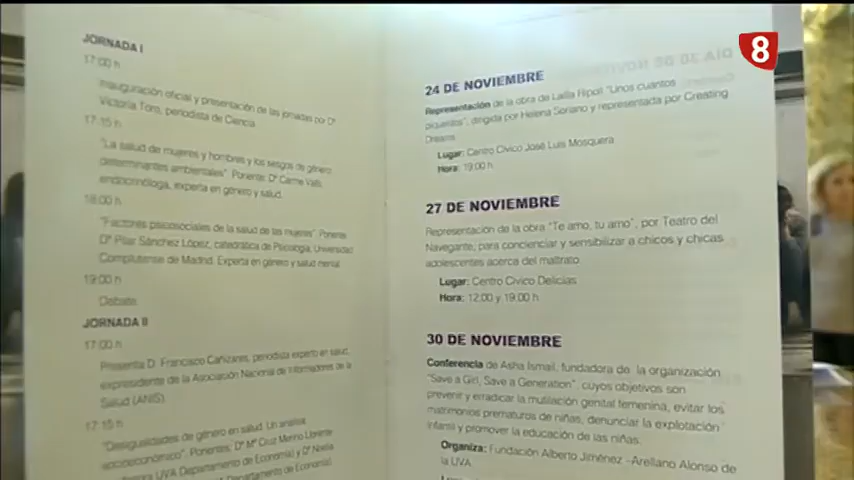 8
JORNADA I
17:00 h
Inauguración oficial y presentación de las jornadas por Dª
Victoria Toro, periodista de Ciencia.
17:15 h
"La salud de mujeres y hombres y los sesgos de género:
determinantes ambientales". Ponente: Dª Carme Valls,
endocrinóloga, experta en género y salud.
18:00 h
"Factores psicosociales de la salud de las mujeres". Ponente:
Dª Pilar Sánchez López, catedrática de Psicología, Universidad
Complutense de Madrid. Experta en género y salud mental.
19:00 h
Debate.
JORNADA II
17:00 h
Presenta D. Francisco Cañizares, periodista experto en salud,
expresidente de la Asociación Nacional de Informadores de la
Salud (ANIS).
17:15 h
"Desigualdades de género en salud. Un análisis
socioeconómico". Ponentes: Dª Mª Cruz Merino Llorente
UVA Departamento de Economía) y Dª Noelia
Departamento de Economía).
24 DE NOVIEMBRE
Representación de la obra de Lailla Ripoll "Unos cuantos
piquetitos", dirigida por Helena Soriano y representada por Creating
Dreams.
Lugar: Centro Cívico José Luis Mosquera
Hora: 19:00 h
27 DE NOVIEMBRE
Representación de la obra "Te amo, tu amo", por Teatro del
Navegante, para concienciar y sensibilizar a chicos y chicas
adolescentes acerca del maltrato.
Lugar: Centro Cívico Delicias
Hora: 12:00 y 19:00 h
30 DE NOVIEMBRE
Conferencia de Asha Ismail, fundadora de la organización
"Save a Girl, Save a Generation", cuyos objetivos son
prevenir y erradicar la mutilación genital femenina, evitar los
matrimonios prematuros de niñas, denunciar la explotación
infantil y promover la educación de las niñas.
Organiza: Fundación Alberto Jiménez –Arellano Alonso de
la UVA